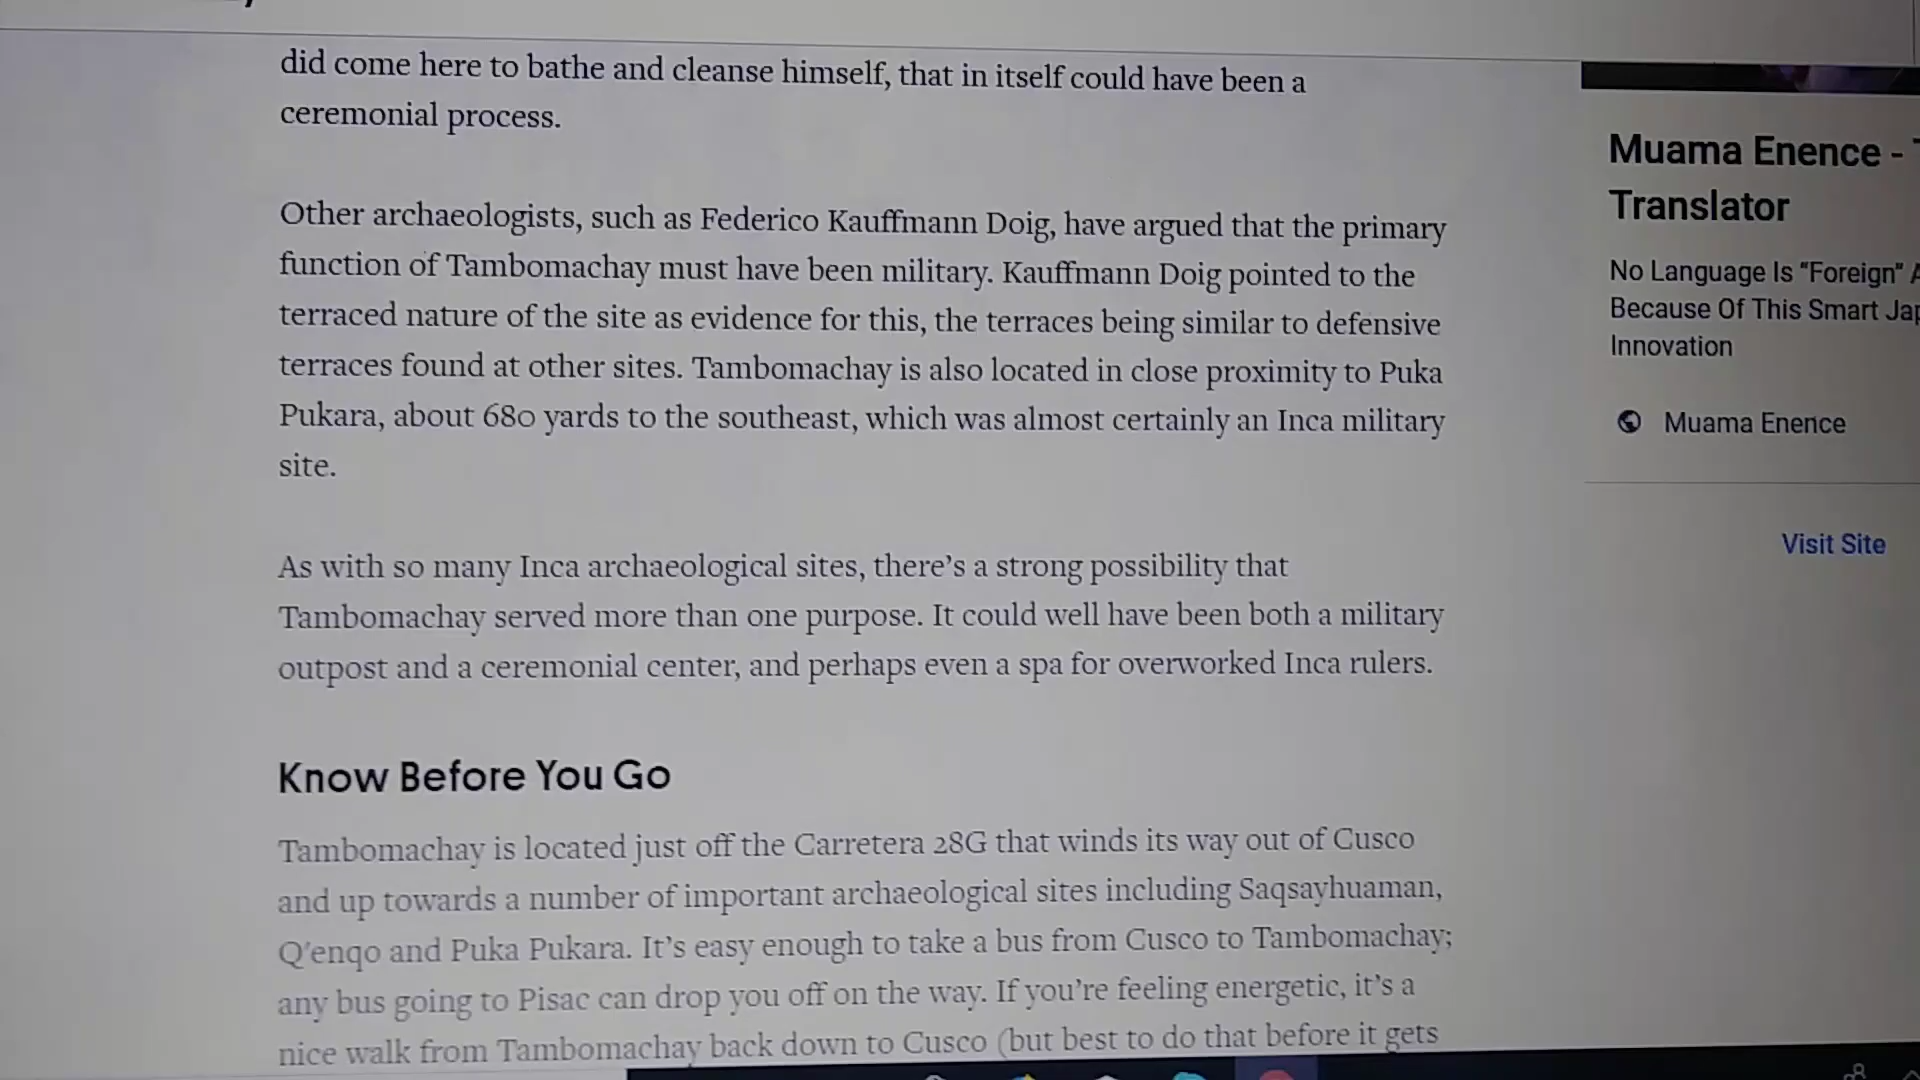 did come here to bathe and cleanse himself, that in itself could have been a
ceremonial process.
Other archaeologists, such as Federico Kauffmann Doig, have argued that the primary
function of Tambomachay must have been military. Kauffmann Doig pointed to the
terraced nature of the site as evidence for this, the terraces being similar to defensive
terraces found at other sites. Tambomachay is also located in close proximity to Puka
Pukara, about 680 yards to the southeast, which was almost certainly an Inca military
site.
As with so many Inca archaeological sites, there’s a strong possibility that
Tambomachay served more than one purpose. It could well have been both a military
outpost and a ceremonial center, and perhaps even a spa for overworked Inca rulers.
Know Before You Go
Tambomachay is located just off the Carretera 28G that winds its way out of Cusco
and up towards a number of important archaeological sites including Saqsayhuaman,
Q'enqo and Puka Pukara. It’s easy enough to take a bus from Cusco to Tambomachay;
any bus going to Pisac can drop you off on the way. If you’re feeling energetic, it’s a
nice walk from Tambomachay back down to Cusco (but best to do that before it gets
Muama Enence -
Translator
No Language Is "Foreign"
Because Of This Smart
Innovation
Muama Enence
Visit Site